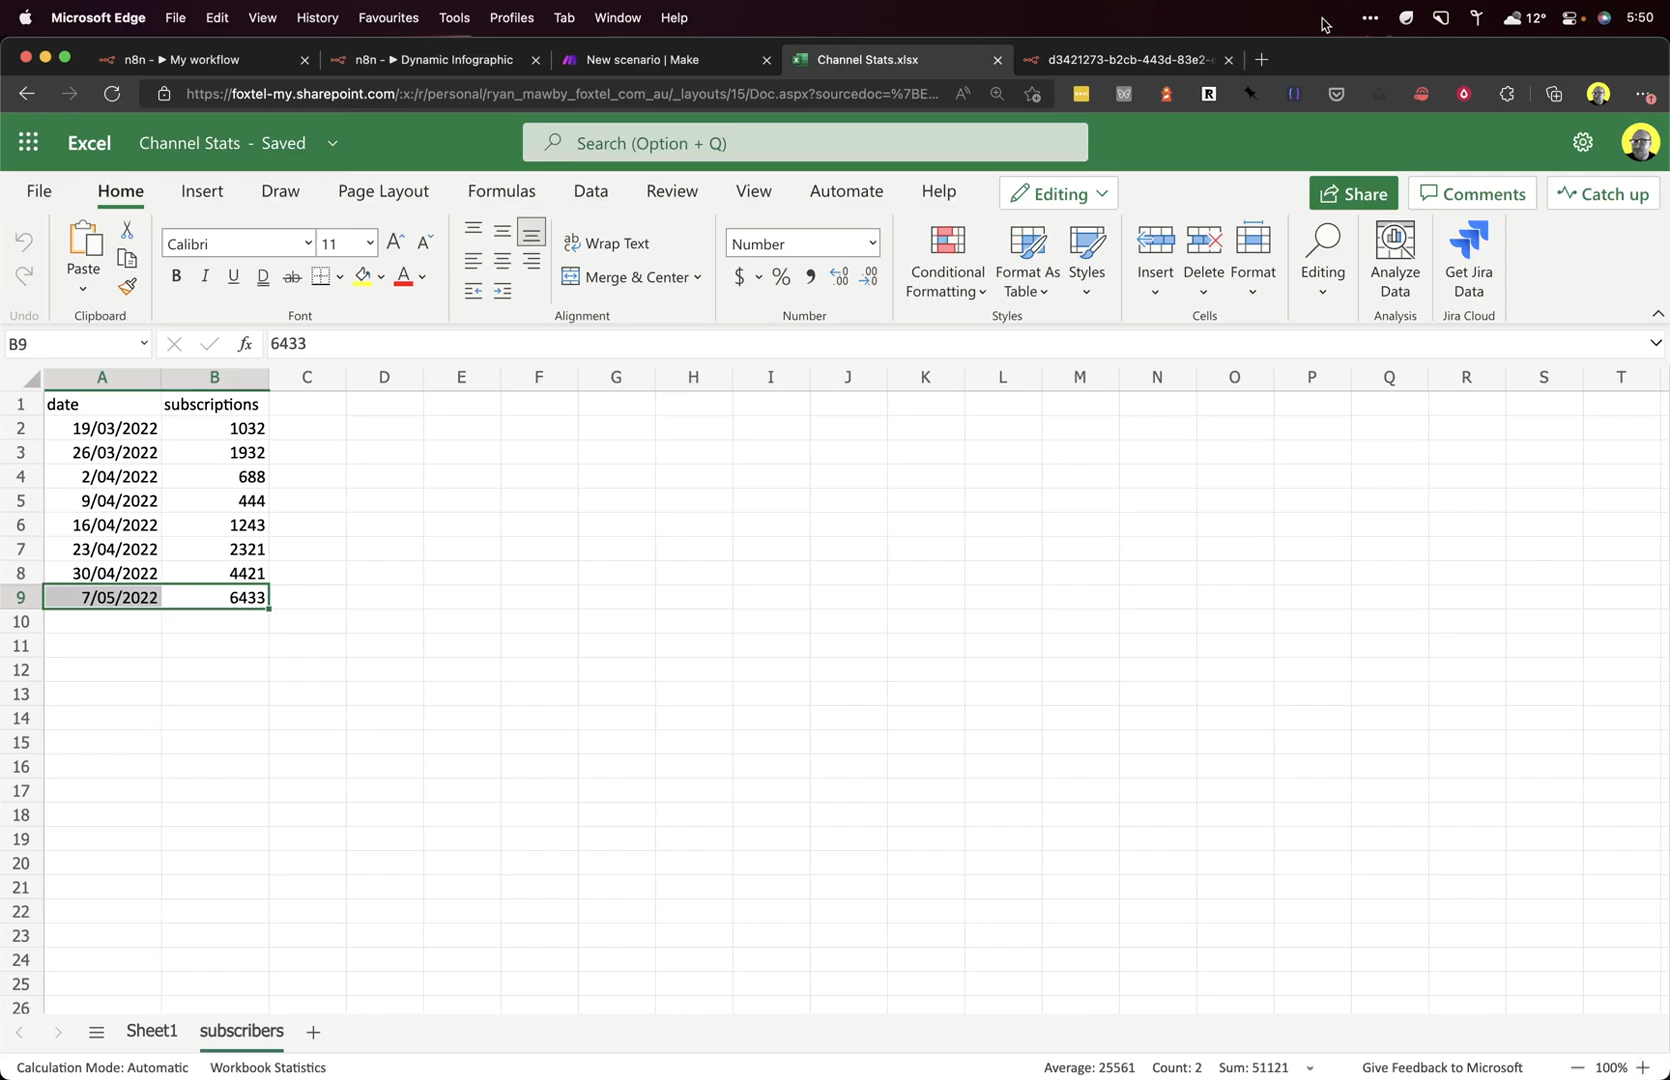 Microsoft Edge File Edit View History Favourites Tools Profiles Tab Window Help 12° 5:50
n8n - ▶ My workflow n8n - ▶ Dynamic Infographic New scenario | Make Channel Stats.xlsx d3421273-b2cb-443d-83e2-
https://foxtel-my.sharepoint.com/:x:/r/personal/ryan_mawby_foxtel_com_au/_layouts/15/Doc.aspx?sourcedoc=%7BE...
Excel Channel Stats - Saved Search (Option + Q)
File Home Insert Draw Page Layout Formulas Data Review View Automate Help Editing Share Comments Catch up
Calibri 11 Wrap Text Number
Paste Merge & Center Conditional Formatting Format As Table Styles Insert Delete Format Editing Analyze Data Get Jira Data
Undo Clipboard Font Alignment Number Styles Cells Analysis Jira Cloud
B9 fx 6433
A B C D E F G H I J K L M N O P Q R S T
1 date subscriptions
2 19/03/2022 1032
3 26/03/2022 1932
4 2/04/2022 688
5 9/04/2022 444
6 16/04/2022 1243
7 23/04/2022 2321
8 30/04/2022 4421
9 7/05/2022 6433
10
11
12
13
14
15
16
17
18
19
20
21
22
23
24
25
26
Sheet1 subscribers
Calculation Mode: Automatic Workbook Statistics Average: 25561 Count: 2 Sum: 51121 Give Feedback to Microsoft 100%